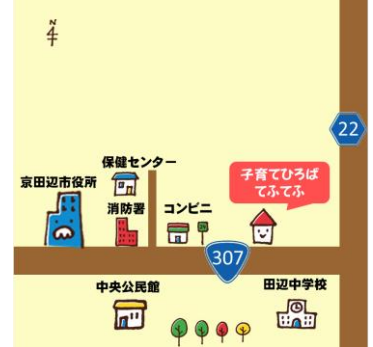 N
22
保健センター
京田辺市役所
子育てひろば
てふてふ
消防署
コンビニ
307
中央公民館
田辺中学校